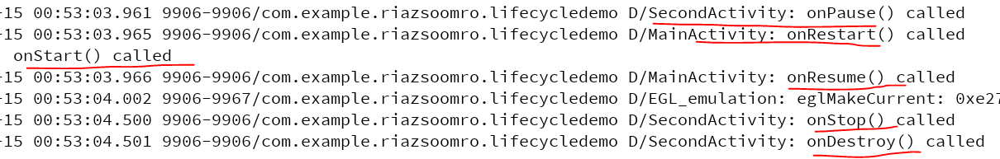 -15 00:53:03.961 9906-9906/com.example.riazsoomro.lifecycledemo D/SecondActivity: onPause() called
-15 00:53:03.965 9906-9906/com.example.riazsoomro.lifecycledemo D/MainActivity: onRestart() called
onStart() called
-15 00:53:03.966 9906-9906/com.example.riazsoomro.lifecycledemo D/MainActivity: onResume() called
-15 00:53:04.002 9906-9967/com.example.riazsoomro.lifecycledemo D/EGL_emulation: eglMakeCurrent: 0xe27
-15 00:53:04.500 9906-9906/com.example.riazsoomro.lifecycledemo D/SecondActivity: onStop() called
-15 00:53:04.501 9906-9906/com.example.riazsoomro.lifecycledemo D/SecondActivity: onDestroy() called